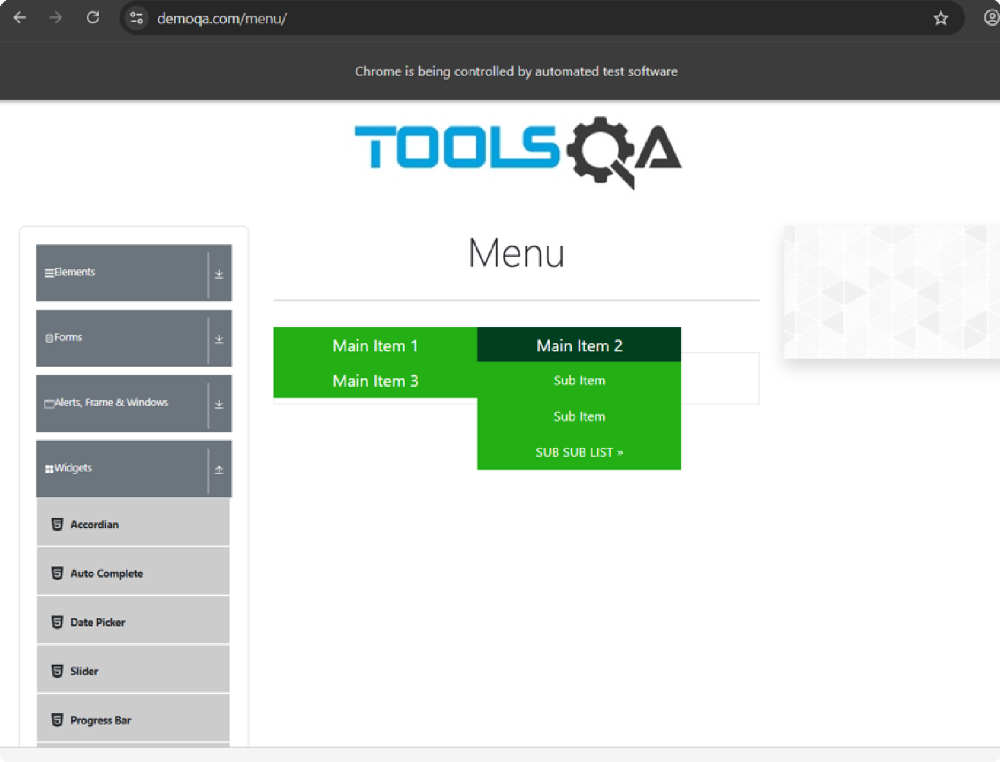 demoqa.com/menu/
Chrome is being controlled by automated test software
TOOLSQA
Menu
Elements
Forms
Alerts, Frame & Windows
Widgets
Accordian
Auto Complete
Date Picker
Slider
Progress Bar
Main Item 1
Main Item 2
Main Item 3
Sub Item
Sub Item
SUB SUB LIST »